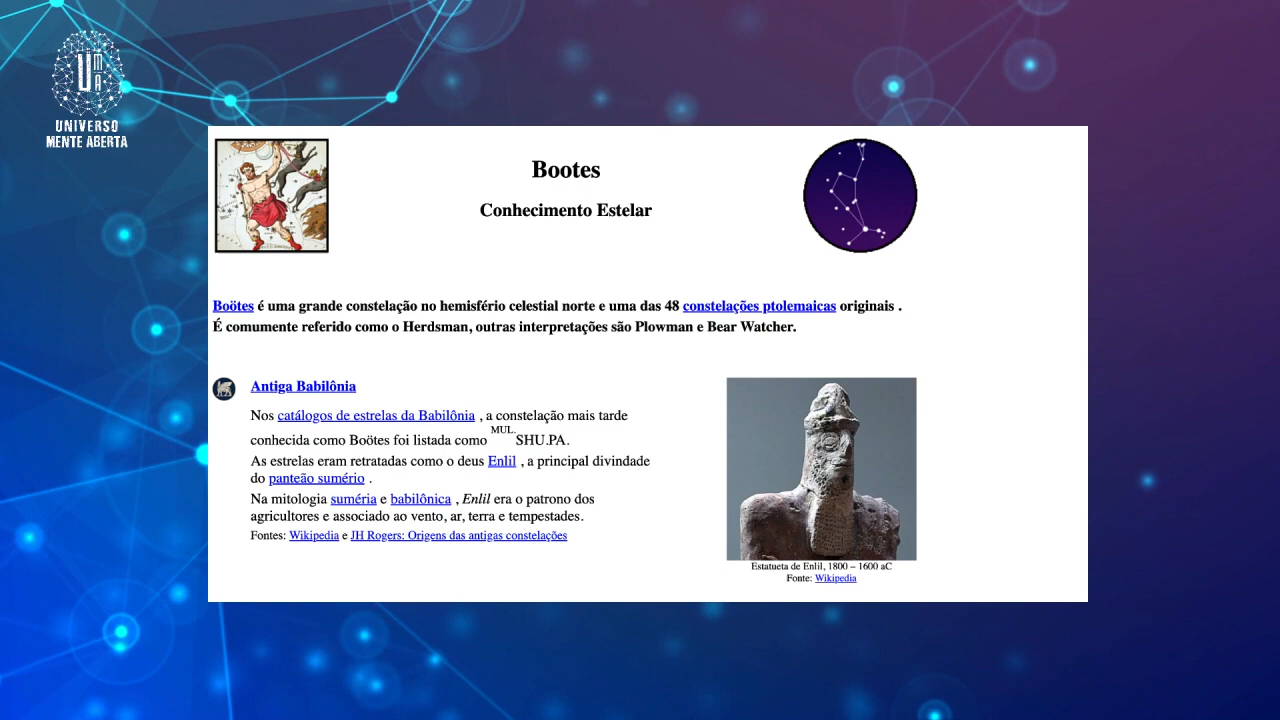 UMA
UNIVERSO
MENTE ABERTA
Bootes
Conhecimento Estelar
Boötes é uma grande constelação no hemisfério celestial norte e uma das 48 constelações ptolemaicas originais .
É comumente referido como o Herdsman, outras interpretações são Plowman e Bear Watcher.
Antiga Babilônia
Nos catálogos de estrelas da Babilônia , a constelação mais tarde
conhecida como Boötes foi listada como MUL.SHU.PA.
As estrelas eram retratadas como o deus Enlil , a principal divindade
do panteão sumério .
Na mitologia suméria e babilônica , Enlil era o patrono dos
agricultores e associado ao vento, ar, terra e tempestades.
Fontes: Wikipedia e JH Rogers: Origens das antigas constelações
Estatueta de Enlil, 1800 – 1600 aC
Fonte: Wikipedia